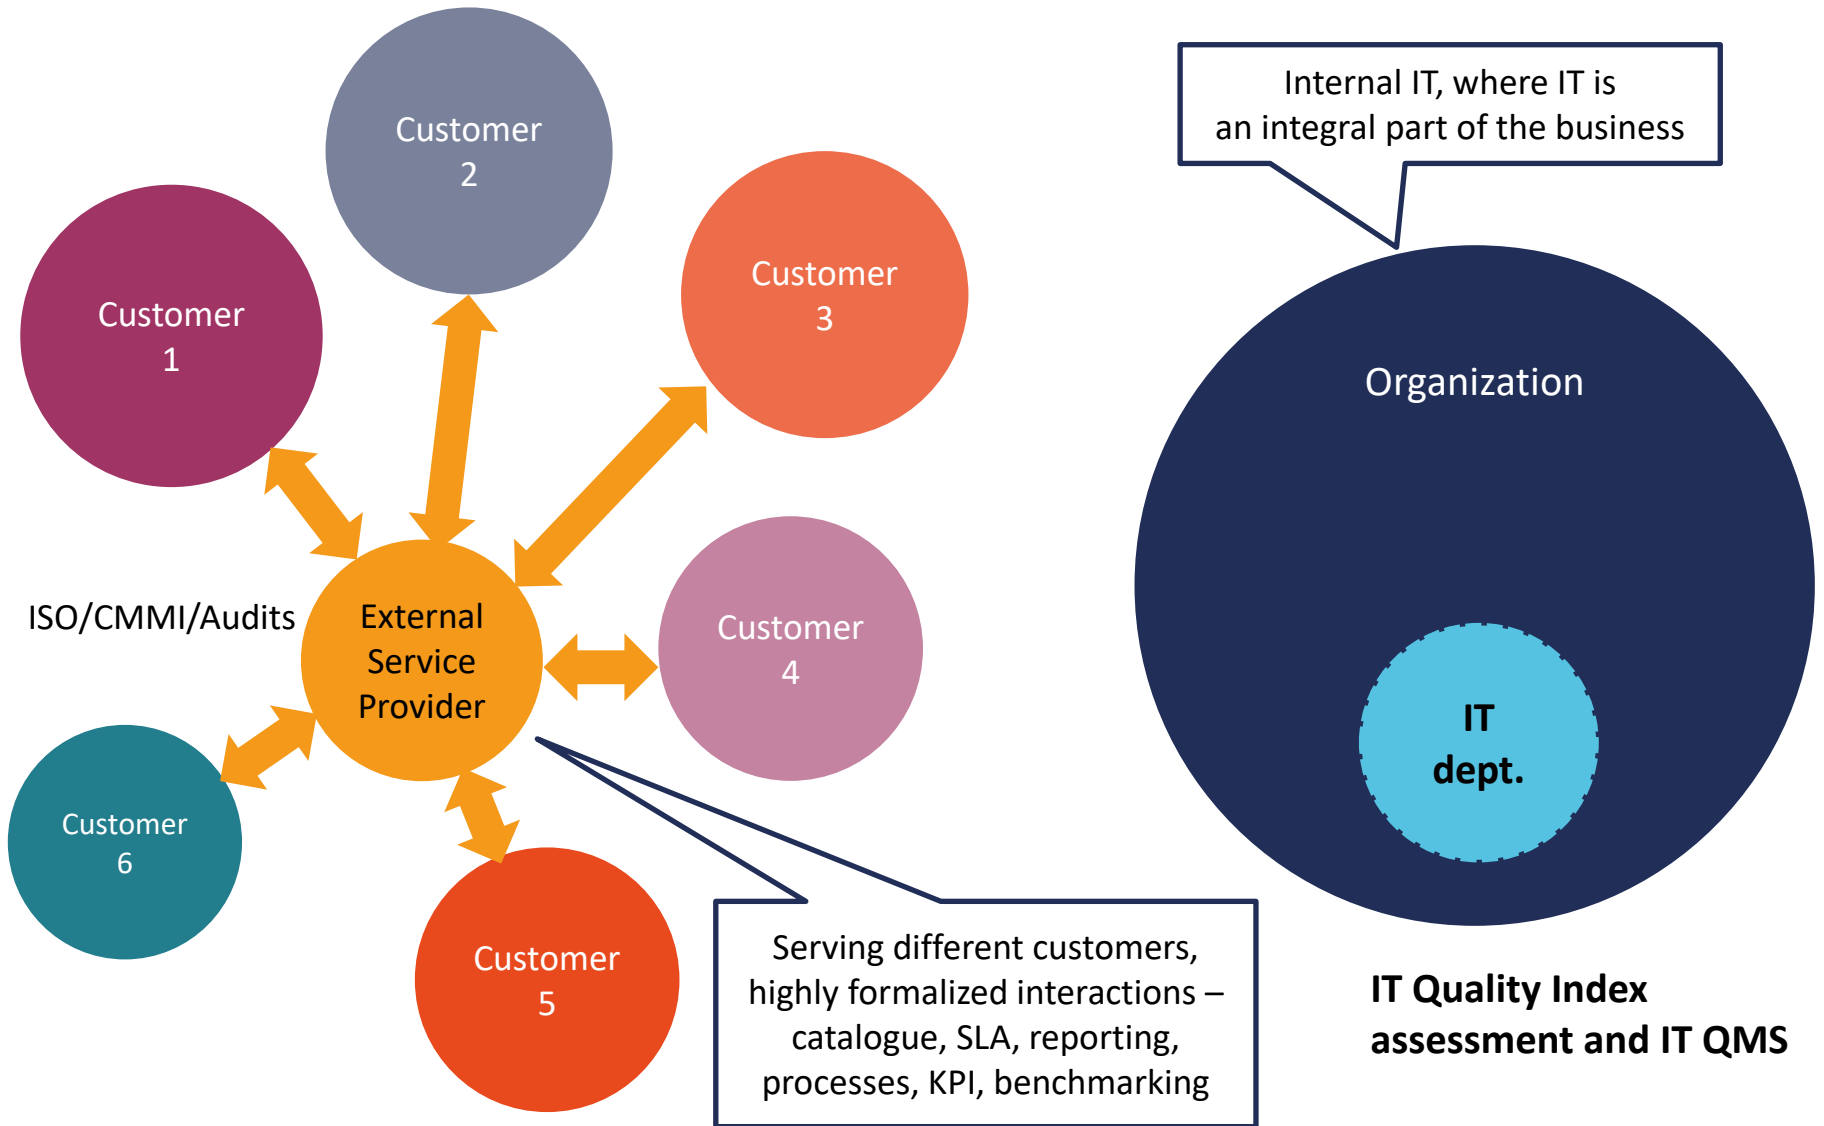 Customer
2
Customer
1
Customer
3
ISO/CMMI/Audits
External
Service
Provider
Customer
4
Customer
6
Customer
5
Serving different customers,
highly formalized interactions –
catalogue, SLA, reporting,
processes, KPI, benchmarking
Internal IT, where IT is
an integral part of the business
Organization
IT
dept.
IT Quality Index
assessment and IT QMS